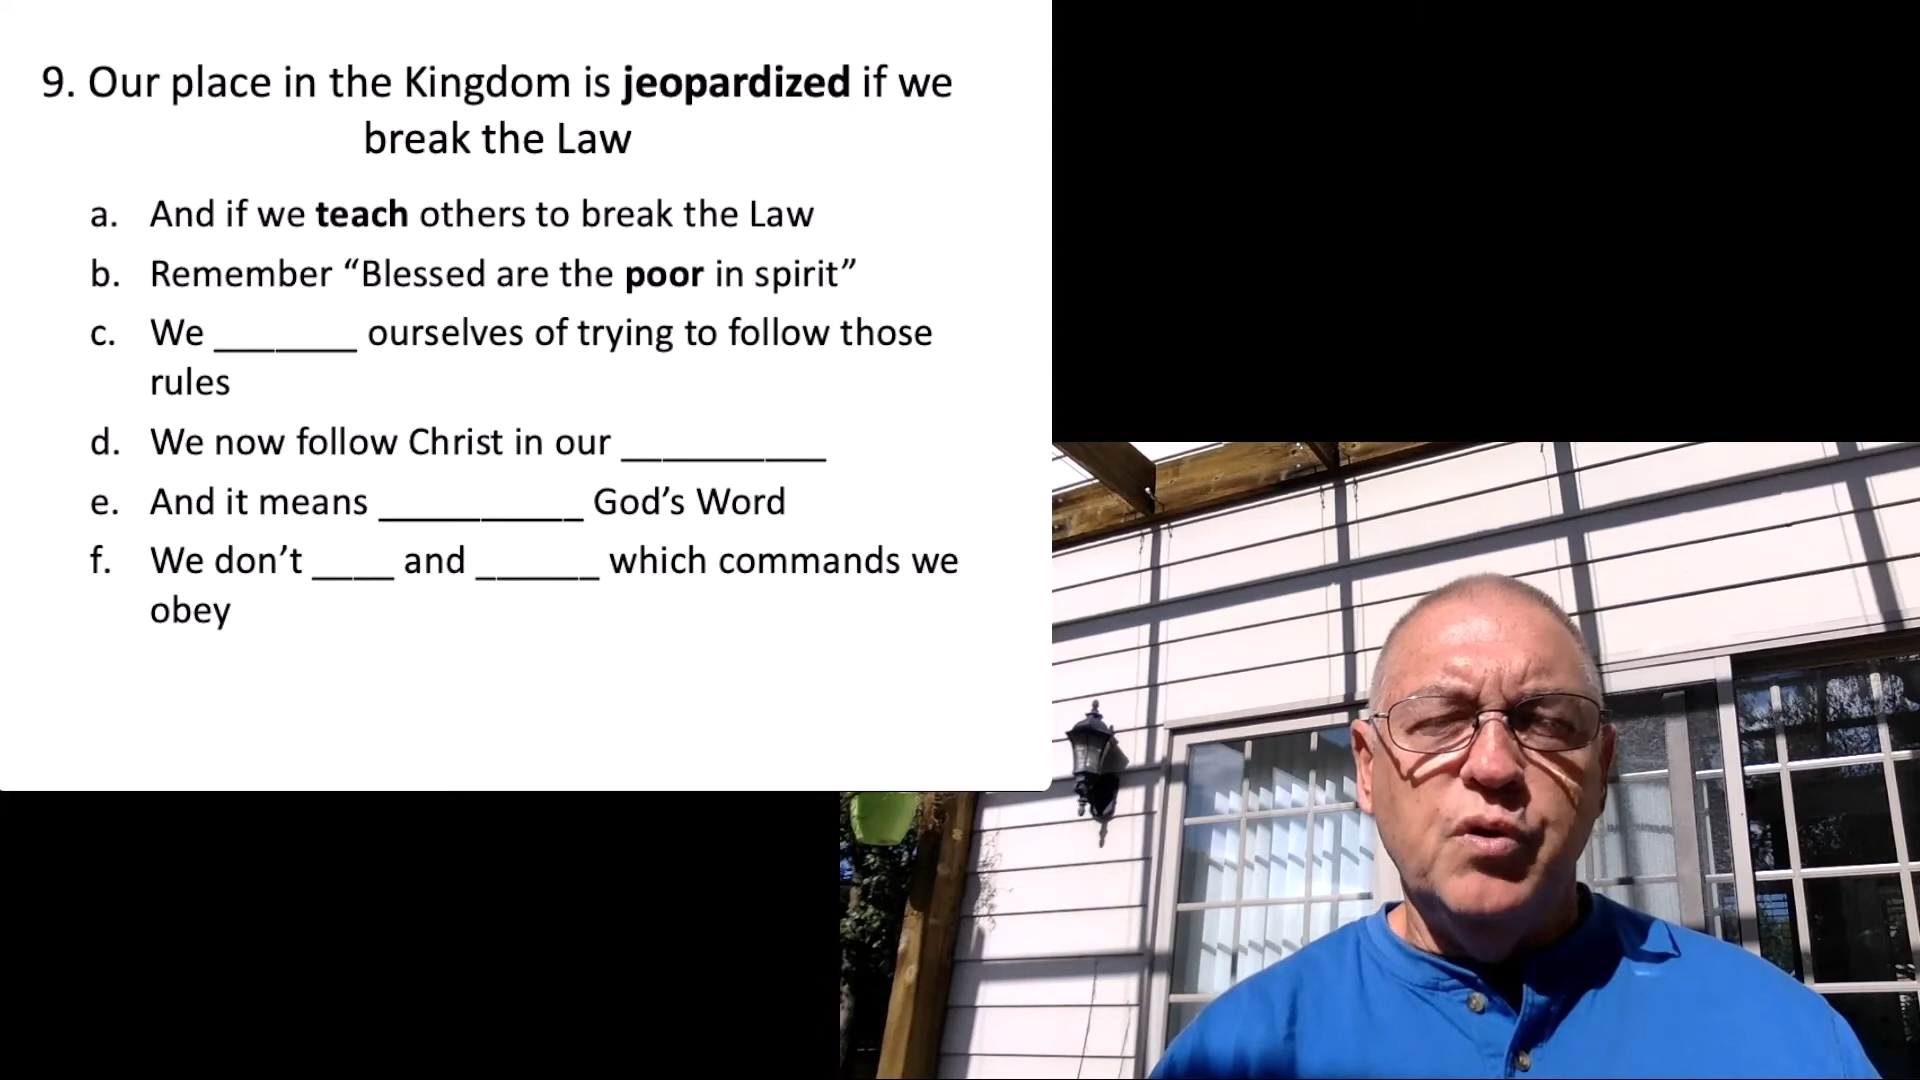 9. Our place in the Kingdom is jeopardized if we
break the Law
a. And if we teach others to break the Law
b. Remember “Blessed are the poor in spirit”
c. We _______ ourselves of trying to follow those
rules
d. We now follow Christ in our __________
e. And it means __________ God’s Word
f. We don’t ____ and ______ which commands we
obey